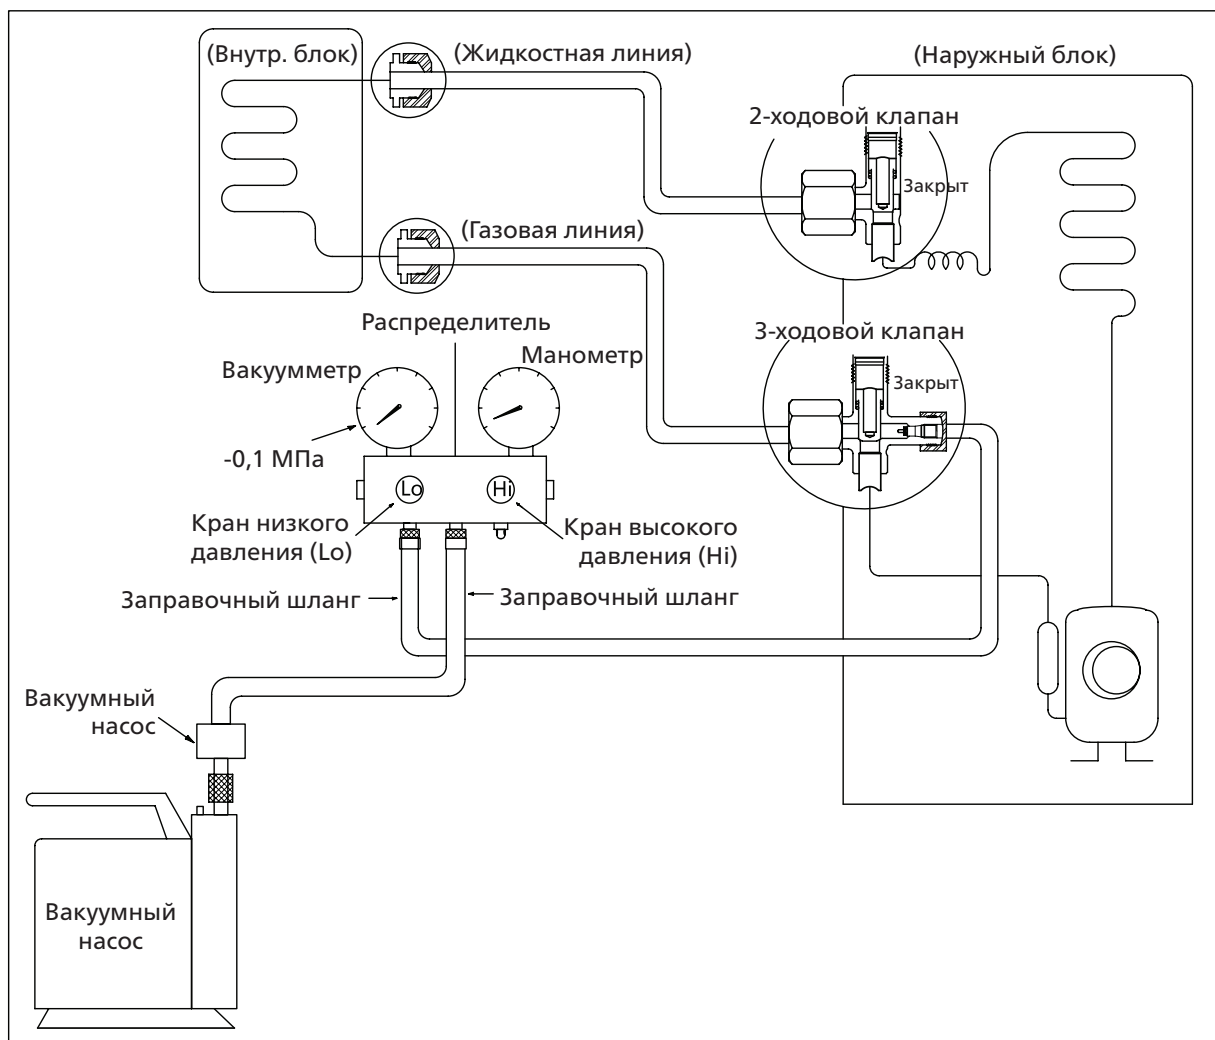 (Внутр. блок)
(Жидкостная линия)
(Наружный блок)
2-ходовой клапан
Закрыт
(Газовая линия)
Распределитель
3-ходовой клапан
Манометр
Вакуумметр
Закрыт
-0,1 МПа
Lo
Hi
Кран низкого
давления (Lo)
Кран высокого
давления (Hi)
Заправочный шланг
Заправочный шланг
Вакуумный
насос
Вакуумный
насос